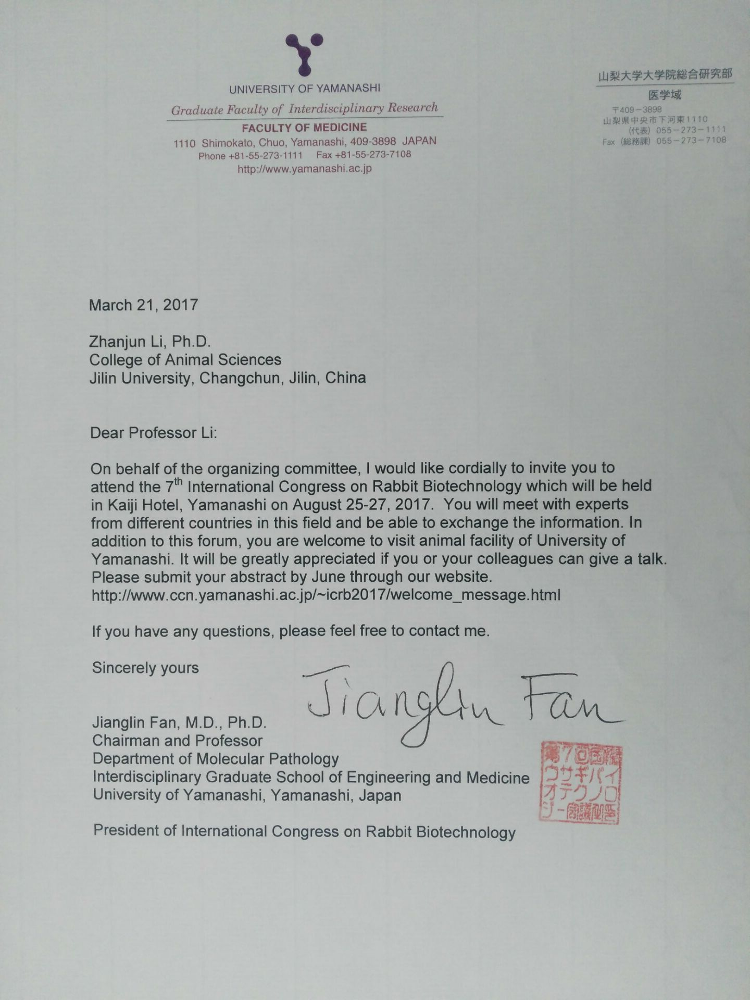 UNIVERSITY OF YAMANASHI
Graduate Faculty of Interdisciplinary Research
FACULTY OF MEDICINE
1110 Shimokato, Chuo, Yamanashi, 409-3898 JAPAN
Phone +81-55-273-1111 Fax +81-55-273-7108
http://www.yamanashi.ac.jp
山梨大学大学院総合研究部
医学域
〒409-3898
山梨県中央市下河東1110
(代表) 055-273-1111
Fax (総務課) 055-273-7108
March 21, 2017
Zhanjun Li, Ph.D.
College of Animal Sciences
Jilin University, Changchun, Jilin, China
Dear Professor Li:
On behalf of the organizing committee, I would like cordially to invite you to
attend the 7th International Congress on Rabbit Biotechnology which will be held
in Kaiji Hotel, Yamanashi on August 25-27, 2017. You will meet with experts
from different countries in this field and be able to exchange the information. In
addition to this forum, you are welcome to visit animal facility of University of
Yamanashi. It will be greatly appreciated if you or your colleagues can give a talk.
Please submit your abstract by June through our website.
http://www.ccn.yamanashi.ac.jp/~icrb2017/welcome_message.html
If you have any questions, please feel free to contact me.
Sincerely yours
Jianglin Fan
Jianglin Fan, M.D., Ph.D.
Chairman and Professor
Department of Molecular Pathology
Interdisciplinary Graduate School of Engineering and Medicine
University of Yamanashi, Yamanashi, Japan
President of International Congress on Rabbit Biotechnology
第7回国際
ウサギバイ
オテクノロ
ジー会議